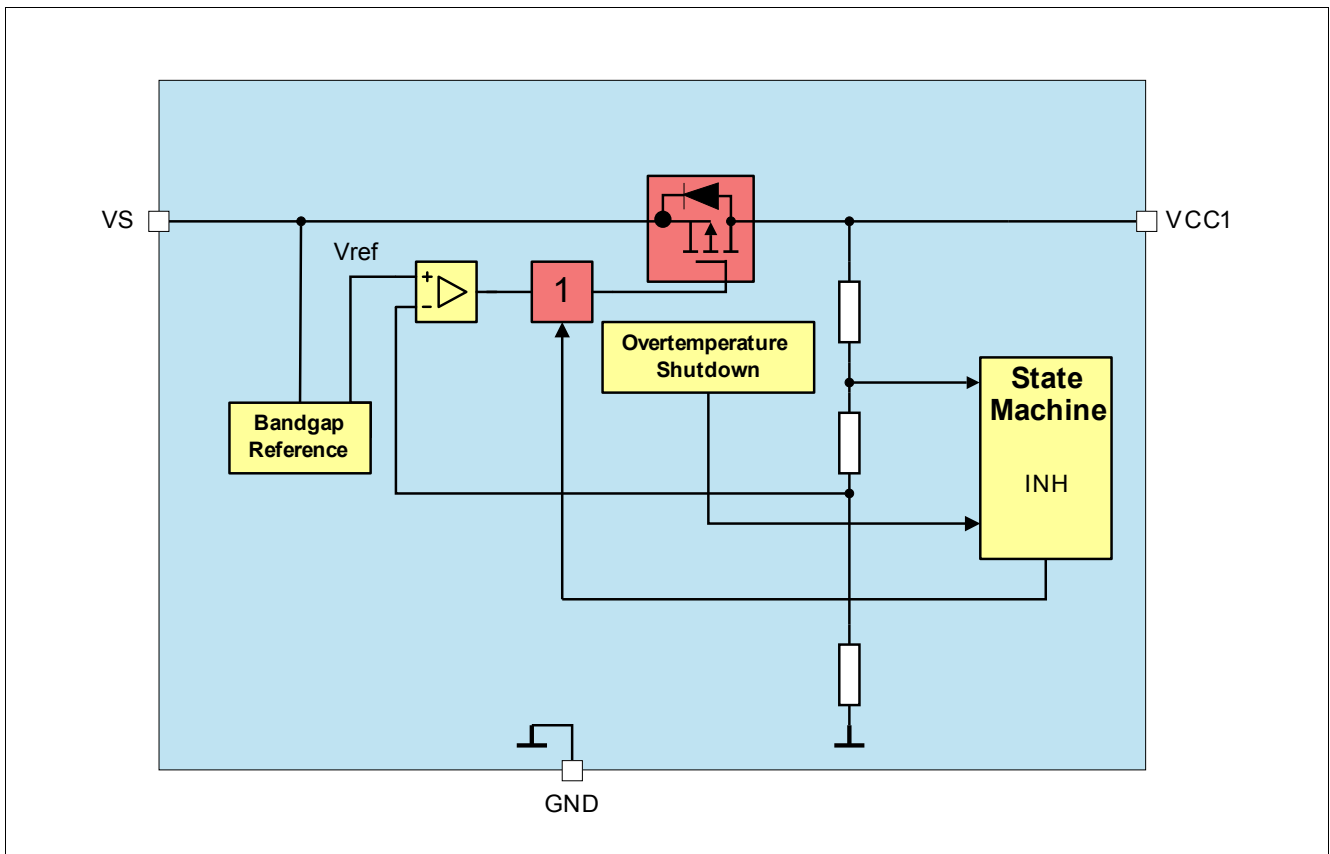 VS
VCC1
Vref
+
−
1
Overtemperature
Shutdown
State
Machine
INH
Bandgap
Reference
GND